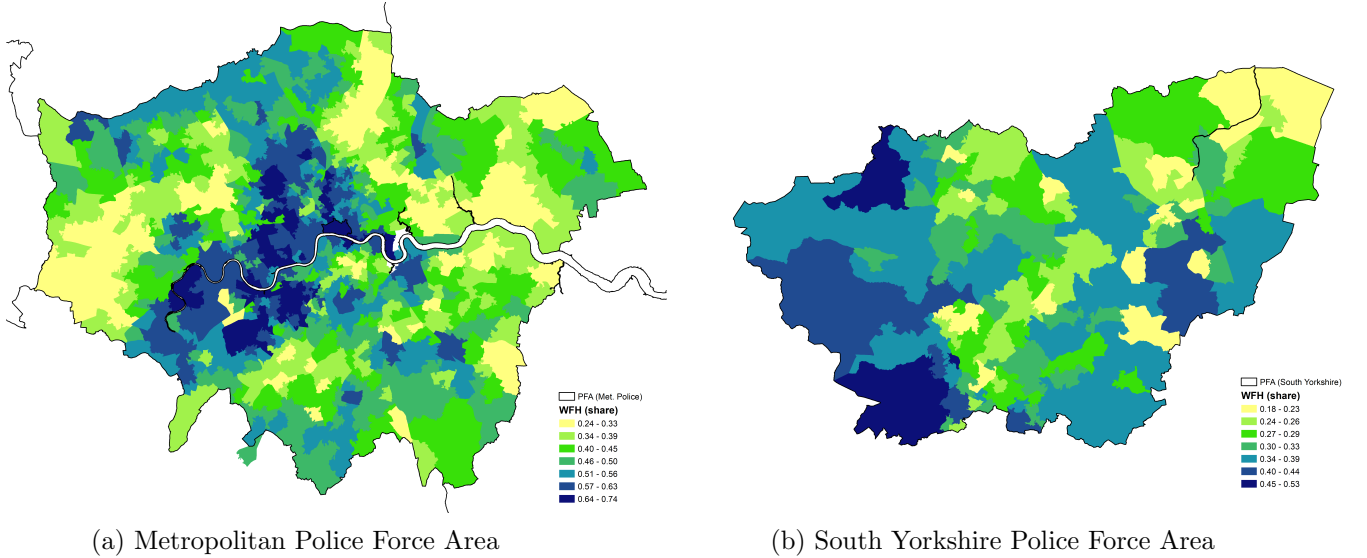 PFA (Met. Police)
WFH (share)
0.24 - 0.33
0.34 - 0.39
0.40 - 0.45
0.46 - 0.50
0.51 - 0.56
0.57 - 0.63
0.64 - 0.74
PFA (South Yorkshire)
WFH (share)
0.18 - 0.23
0.24 - 0.26
0.27 - 0.29
0.30 - 0.33
0.34 - 0.39
0.40 - 0.44
0.45 - 0.53
(a) Metropolitan Police Force Area
(b) South Yorkshire Police Force Area